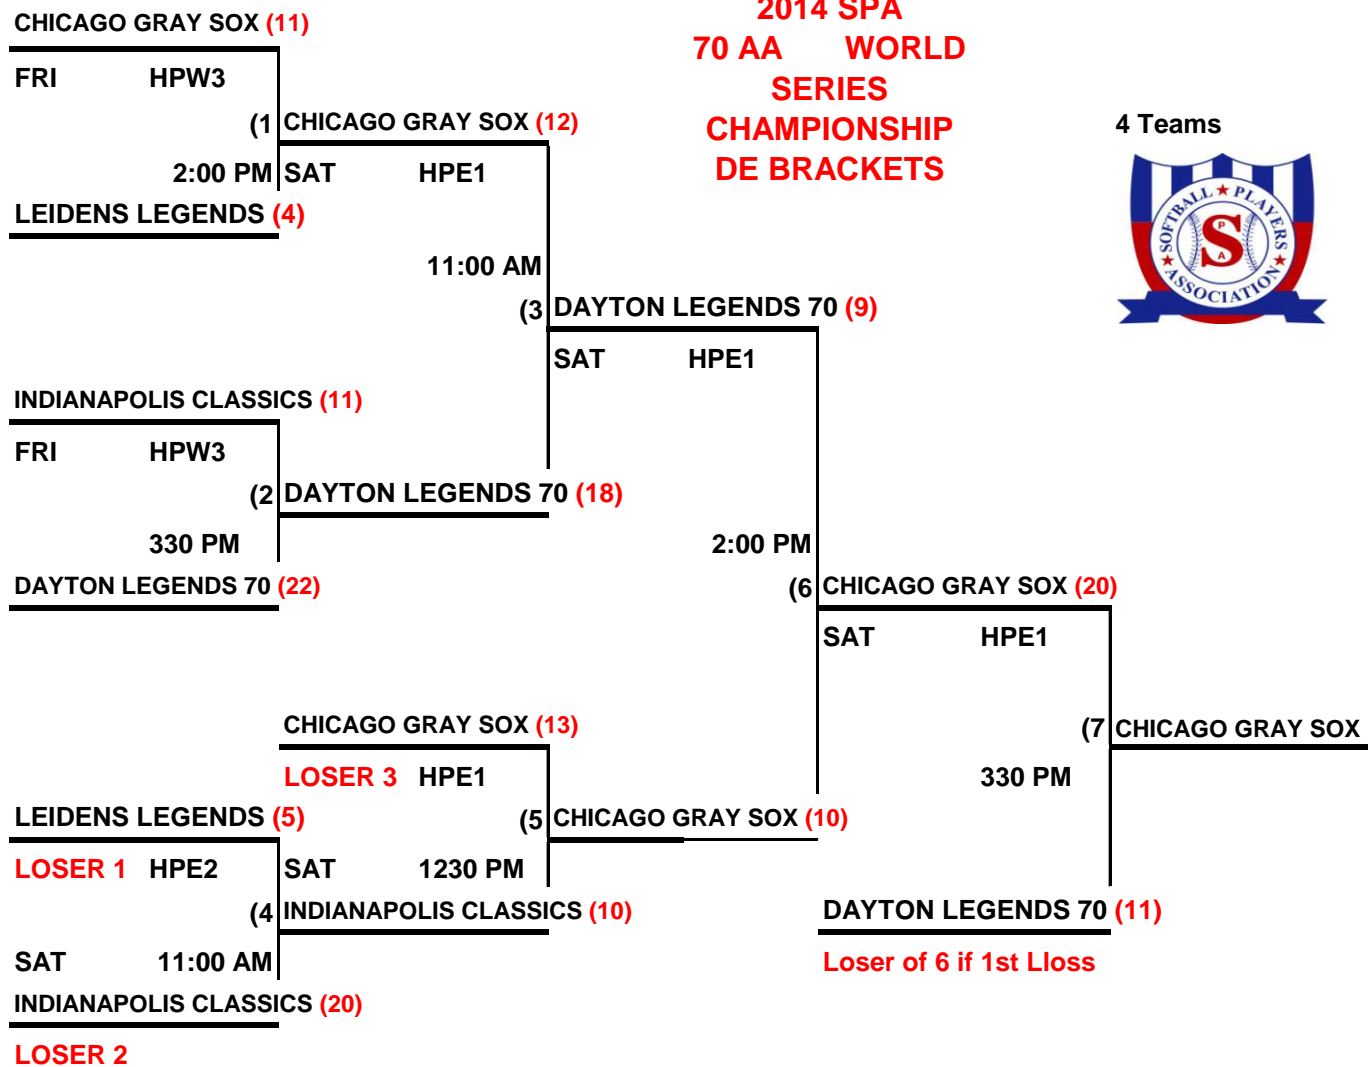 2014 SPA
CHICAGO GRAY SOX (11)
70 AA WORLD
FRI HPW3
SERIES
(1 CHICAGO GRAY SOX (12)
CHAMPIONSHIP
4 Teams
2:00 PM SAT HPE1
DE BRACKETS
LEIDENS LEGENDS (4)
SOFTBALL ★ PLAYERS ★ ASSOCIATION ★
P
S
A
11:00 AM
(3 DAYTON LEGENDS 70 (9)
SAT HPE1
INDIANAPOLIS CLASSICS (11)
FRI HPW3
(2 DAYTON LEGENDS 70 (18)
330 PM
2:00 PM
DAYTON LEGENDS 70 (22)
(6 CHICAGO GRAY SOX (20)
SAT HPE1
CHICAGO GRAY SOX (13)
(7 CHICAGO GRAY SOX
LOSER 3 HPE1
330 PM
LEIDENS LEGENDS (5)
(5 CHICAGO GRAY SOX (10)
LOSER 1 HPE2
SAT 1230 PM
(4 INDIANAPOLIS CLASSICS (10)
DAYTON LEGENDS 70 (11)
SAT 11:00 AM
Loser of 6 if 1st Lloss
INDIANAPOLIS CLASSICS (20)
LOSER 2